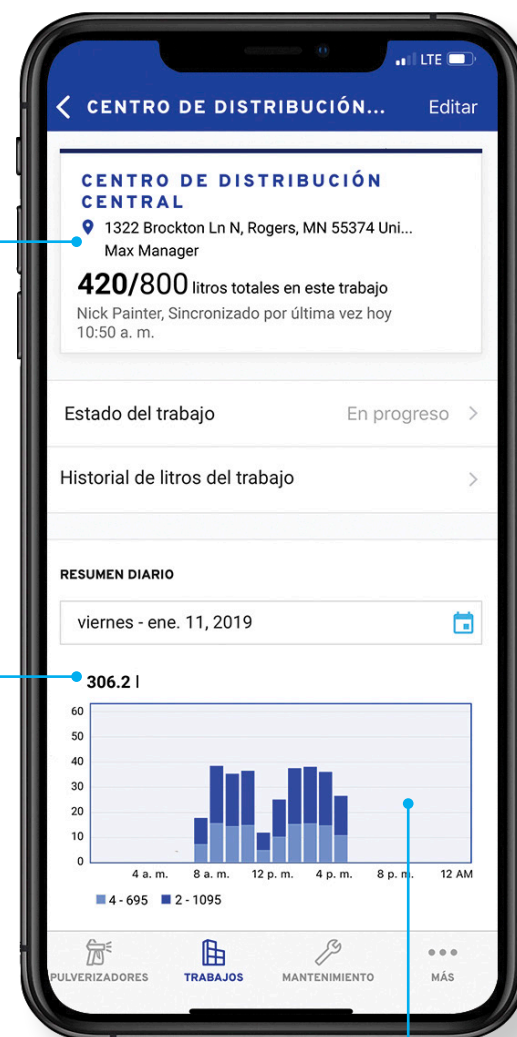 LTE
CENTRO DE DISTRIBUCIÓN... Editar
CENTRO DE DISTRIBUCIÓN
CENTRAL
1322 Brockton Ln N, Rogers, MN 55374 Uni...
Max Manager
420/800 litros totales en este trabajo
Nick Painter, Sincronizado por última vez hoy
10:50 a. m.
Estado del trabajo En progreso >
Historial de litros del trabajo >
RESUMEN DIARIO
viernes - ene. 11, 2019
306.2 l
60
50
40
30
20
10
0
4 a. m. 8 a. m. 12 p. m. 4 p. m. 8 p. m. 12 AM
4 - 695 2 - 1095
PULVERIZADORES TRABAJOS MANTENIMIENTO MÁS